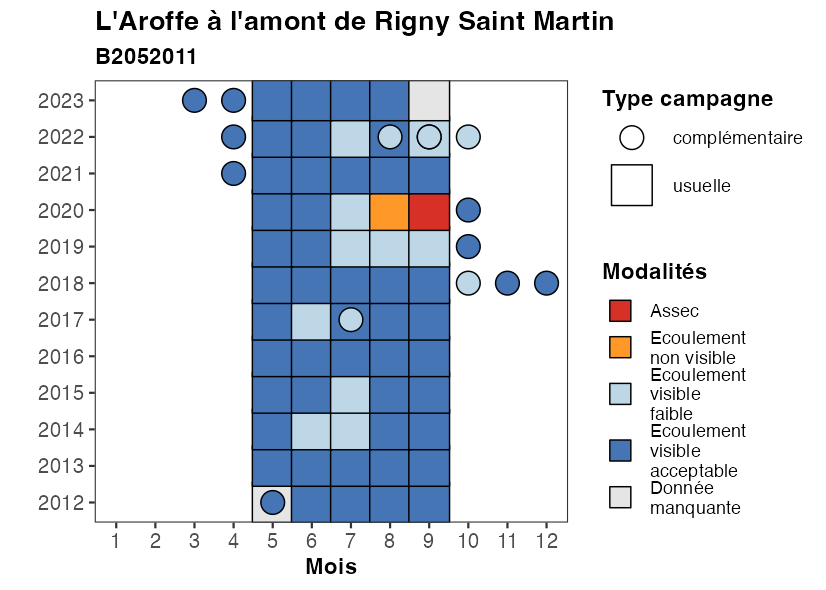 L'Aroffe à l'amont de Rigny Saint Martin
B2052011
2023
2022
2021
2020
2019
2018
2017
2016
2015
2014
2013
2012
1 2 3 4 5 6 7 8 9 10 11 12
Mois
Type campagne
complémentaire
usuelle
Modalités
Assec
Ecoulement
non visible
Ecoulement
visible
faible
Ecoulement
visible
acceptable
Donnée
manquante